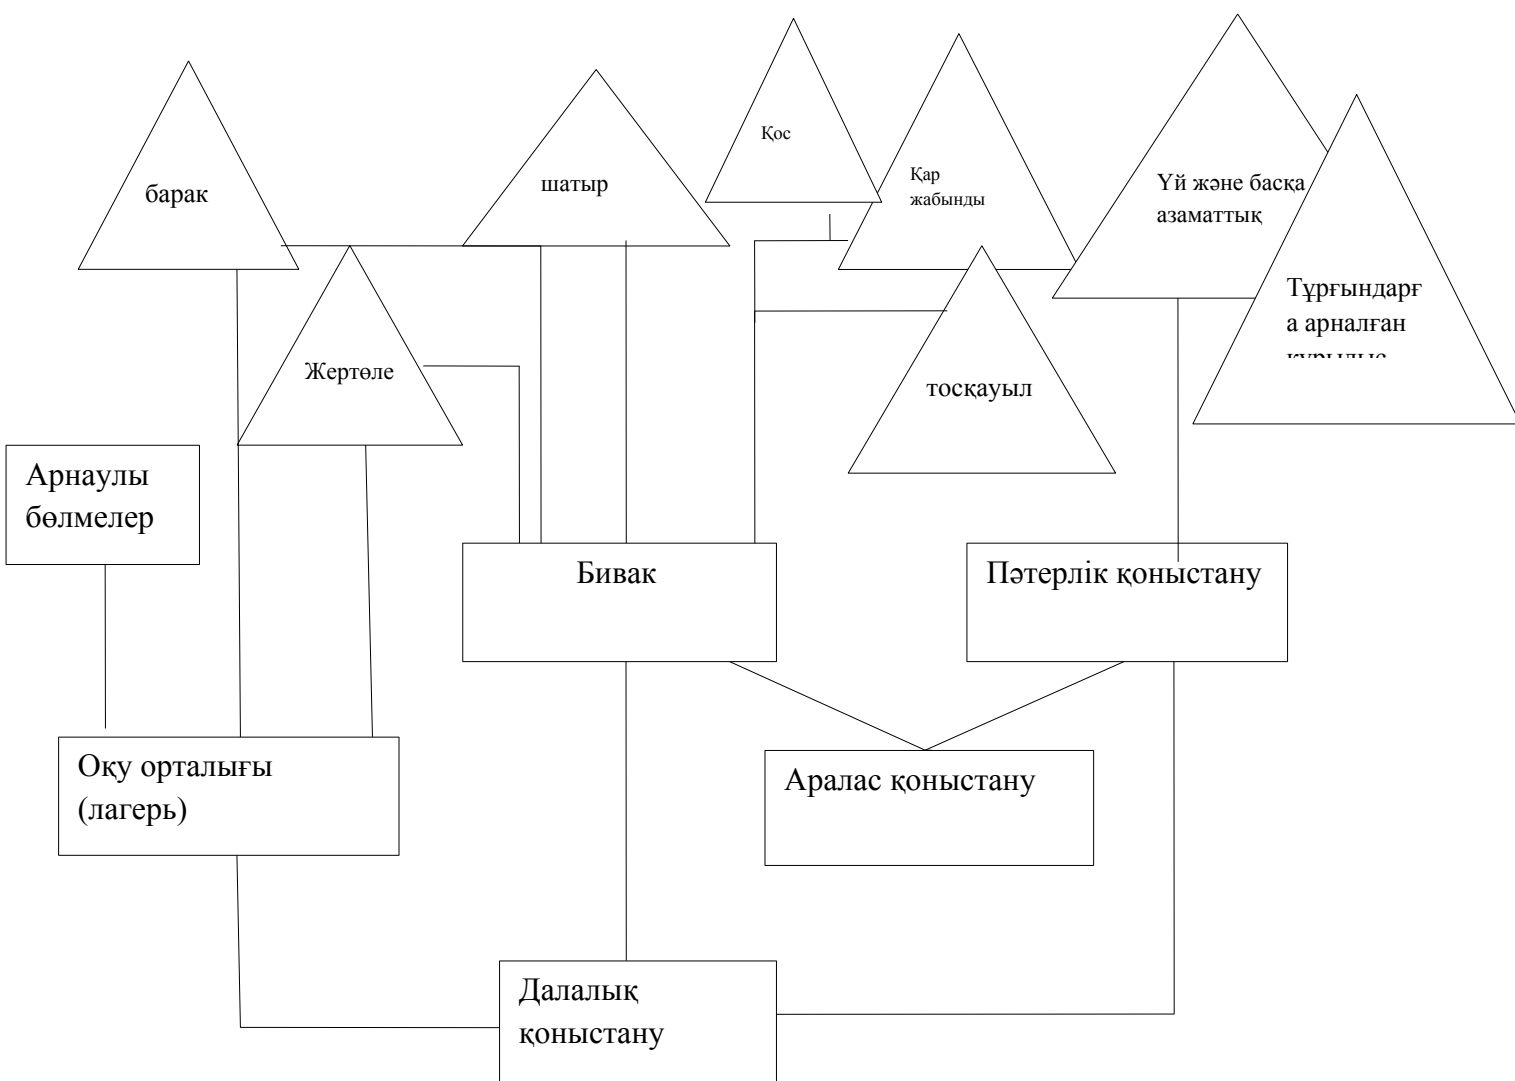 барак
шатыр
Қос
Қар
жабынды
Үй және басқа
азаматтық
Тұрғындарғ
а арналған
Жертөле
тосқауыл
Арнаулы
бөлмелер
Бивак
Пәтерлік қоныстану
Оқу орталығы
(лагерь)
Аралас қоныстану
Далалық
қоныстану